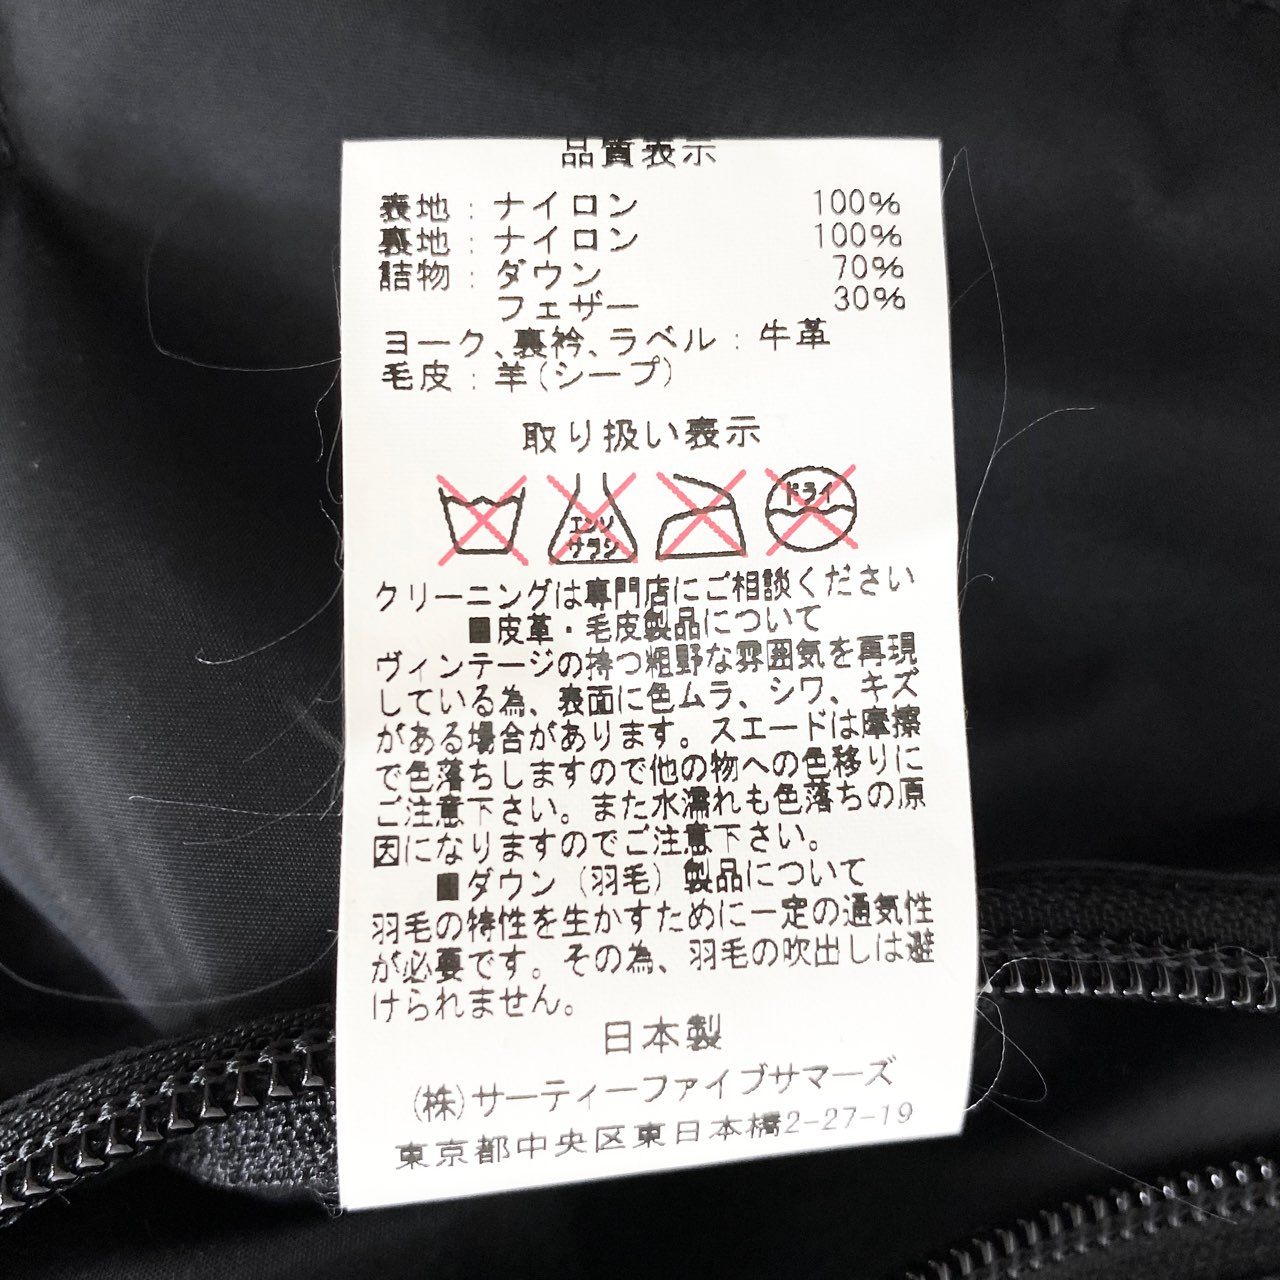 品質表示
表地：ナイロン 100%
裏地：ナイロン 100%
詰物：ダウン 70%
フェザー 30%
ヨーク、裏衿、ラベル：牛革
毛皮：羊(シープ)
取り扱い表示
エンソ
サラシ
ドライ
クリーニングは専門店にご相談ください
■皮革・毛皮製品について
ヴィンテージの持つ粗野な雰囲気を再現
している為、表面に色ムラ、シワ、キズ
がある場合があります。スエードは摩擦
で色落ちしますので他の物への色移りに
ご注意下さい。また水濡れも色落ちの原
因になりますのでご注意下さい。
■ダウン（羽毛）製品について
羽毛の特性を生かすために一定の通気性
が必要です。その為、羽毛の吹出しは避
けられません。
日本製
(株)サーティーファイブサマーズ
東京都中央区東日本橋2-27-19